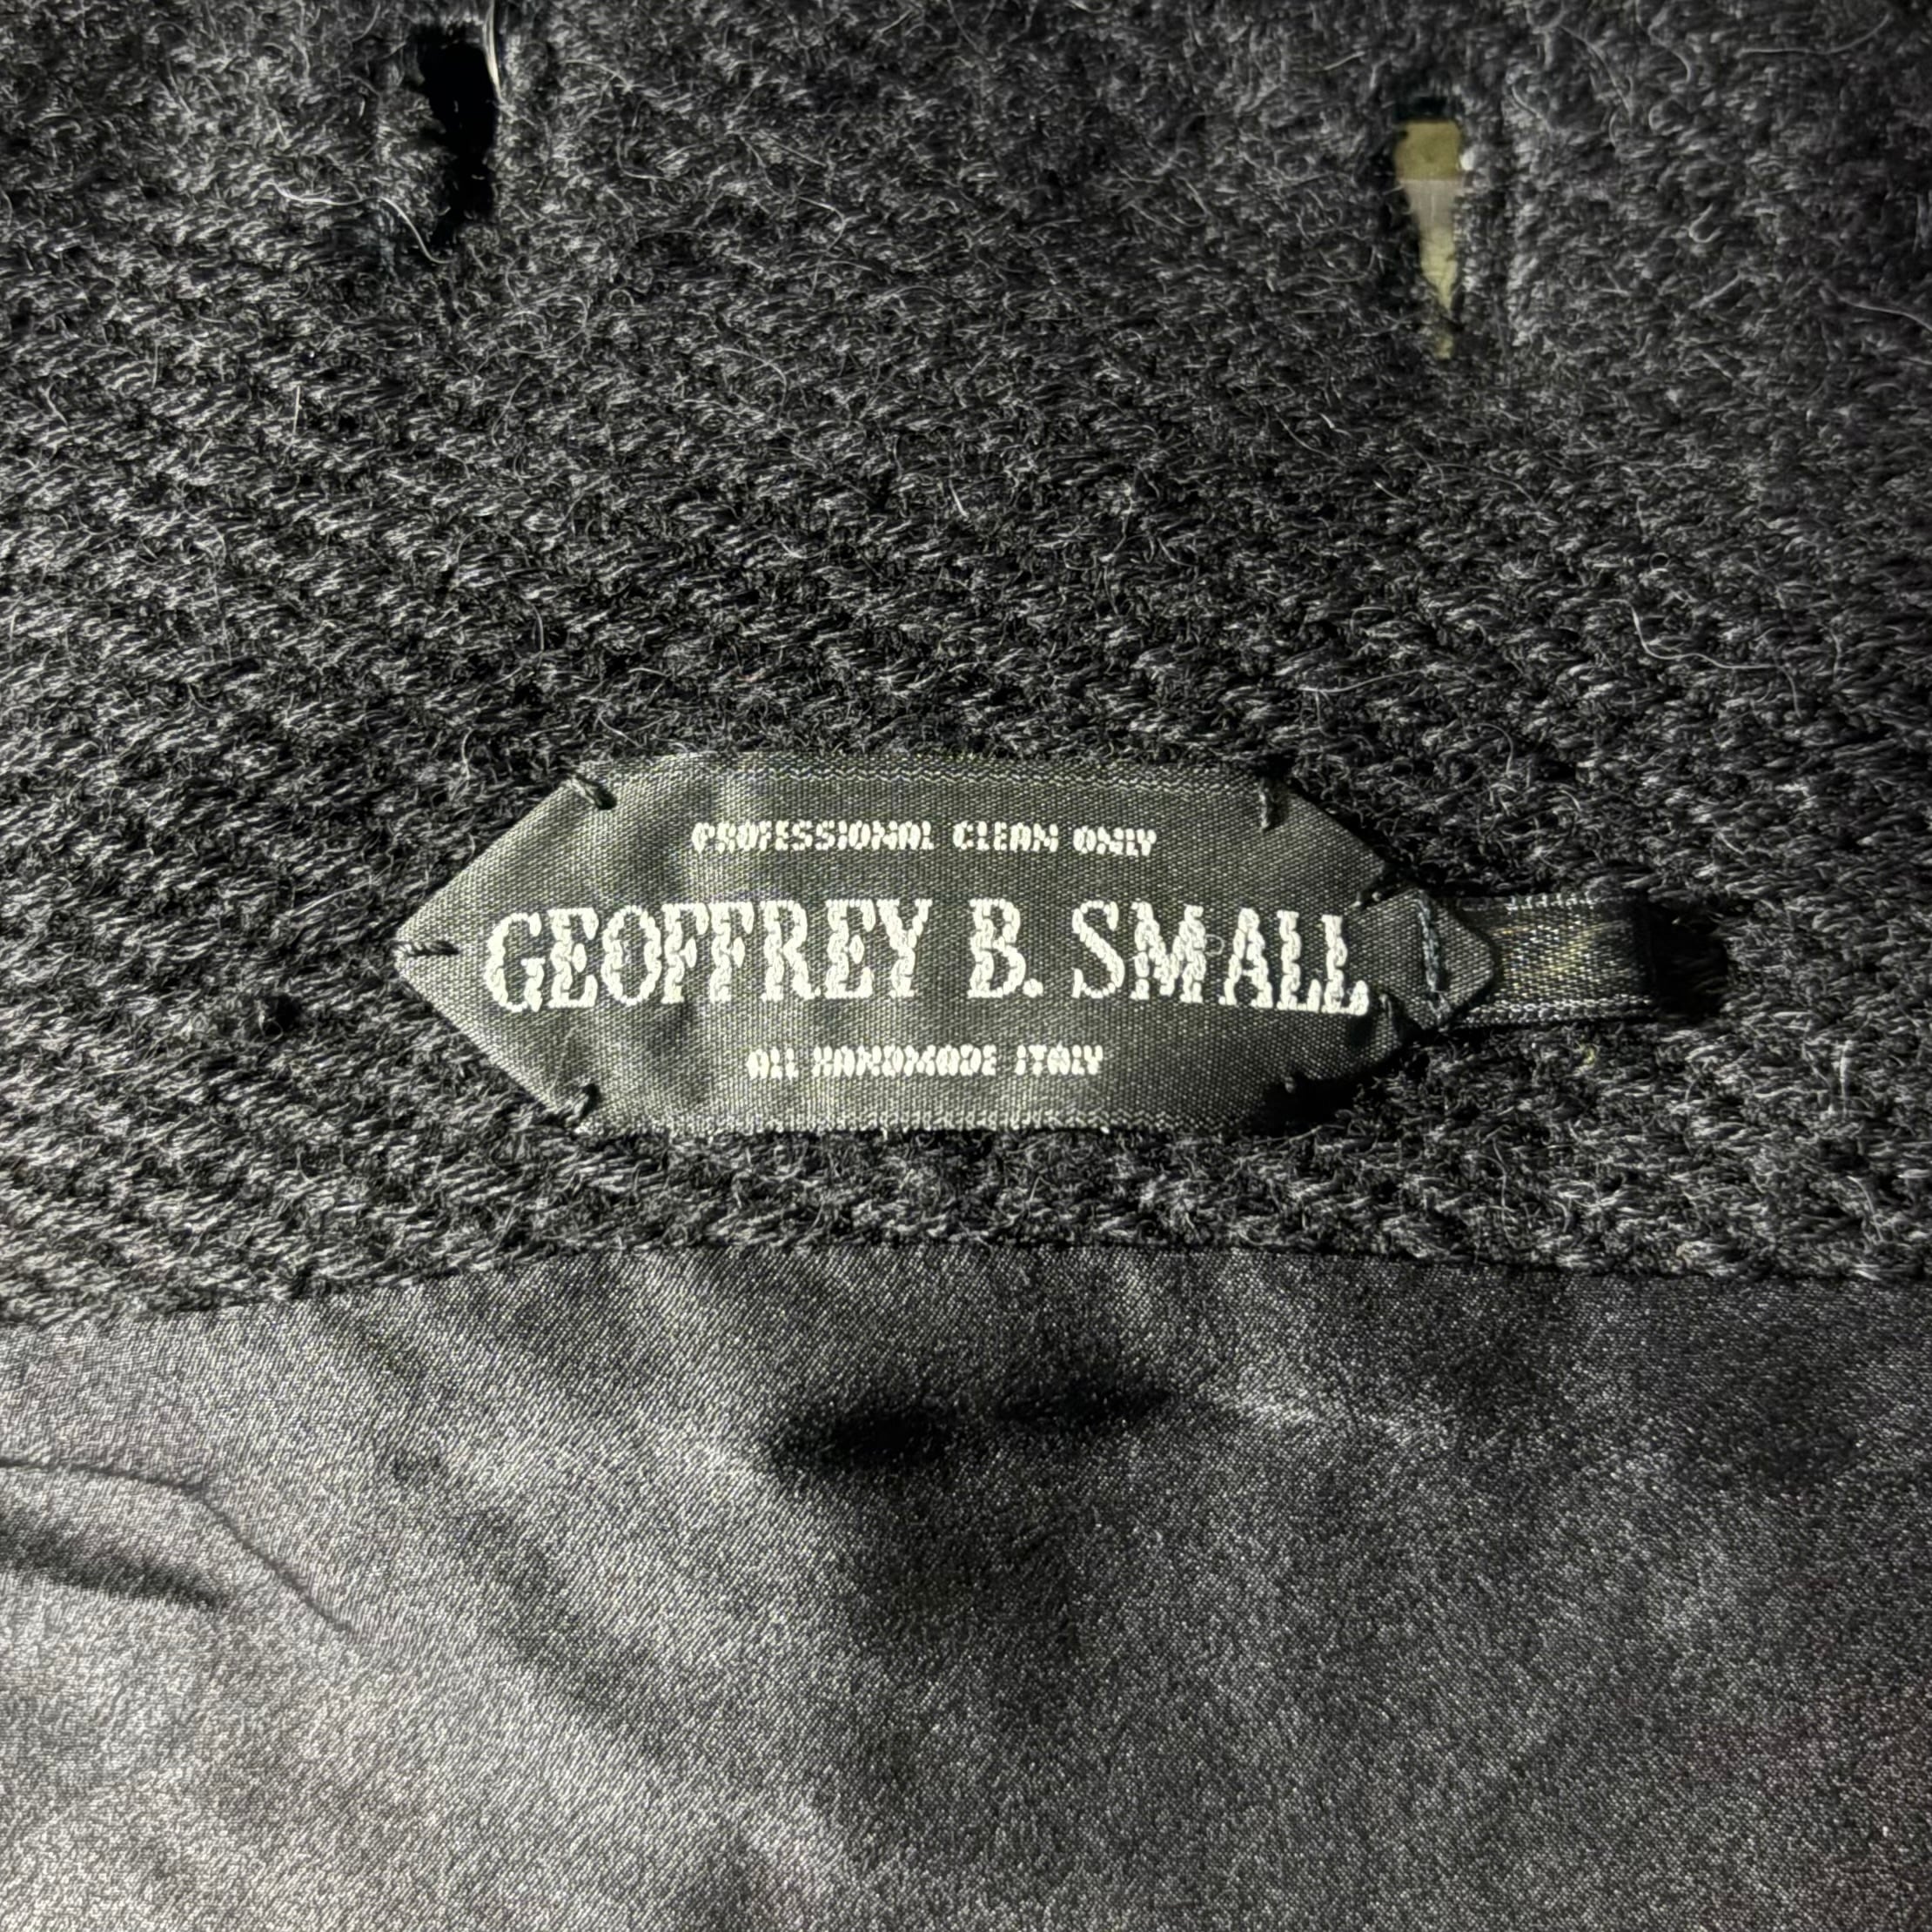 PROFESSIONAL CLEAN ONLY
GEOFFREY B. SMALL
ALL HANDMADE ITALY